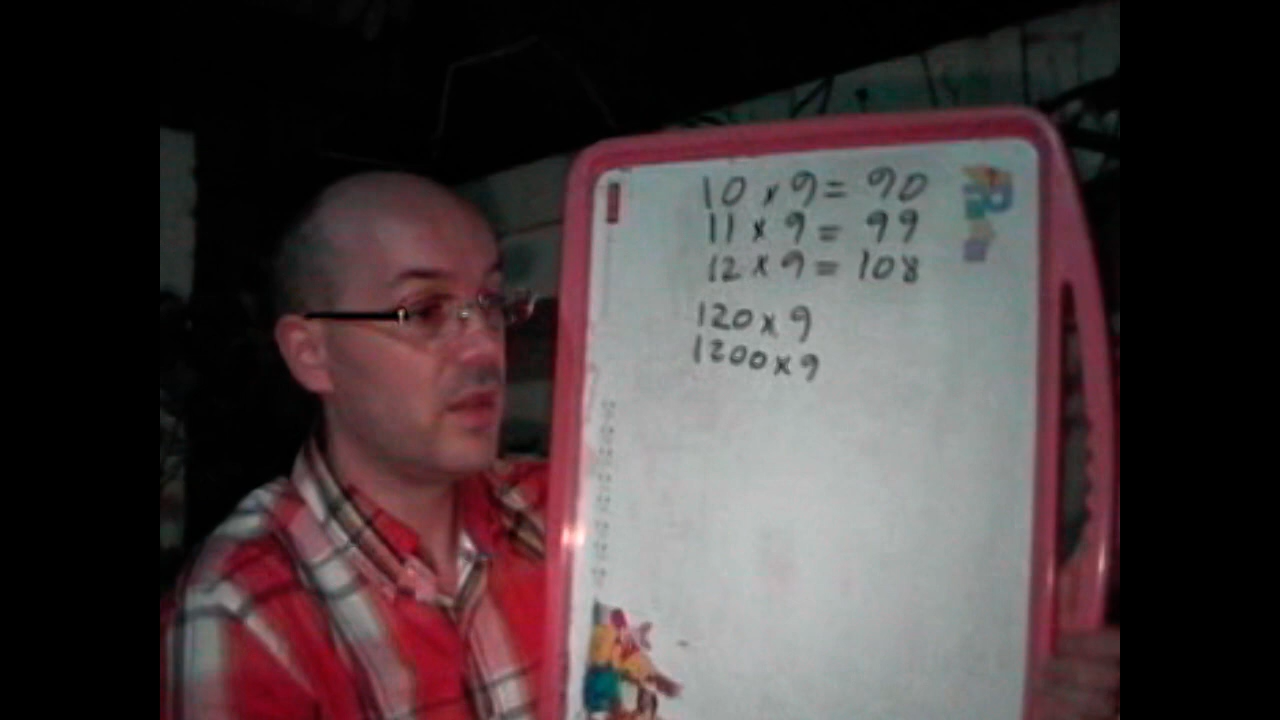 10 x 9 = 90
11 x 9 = 99
12 x 9 = 108
120 x 9
1200 x 9